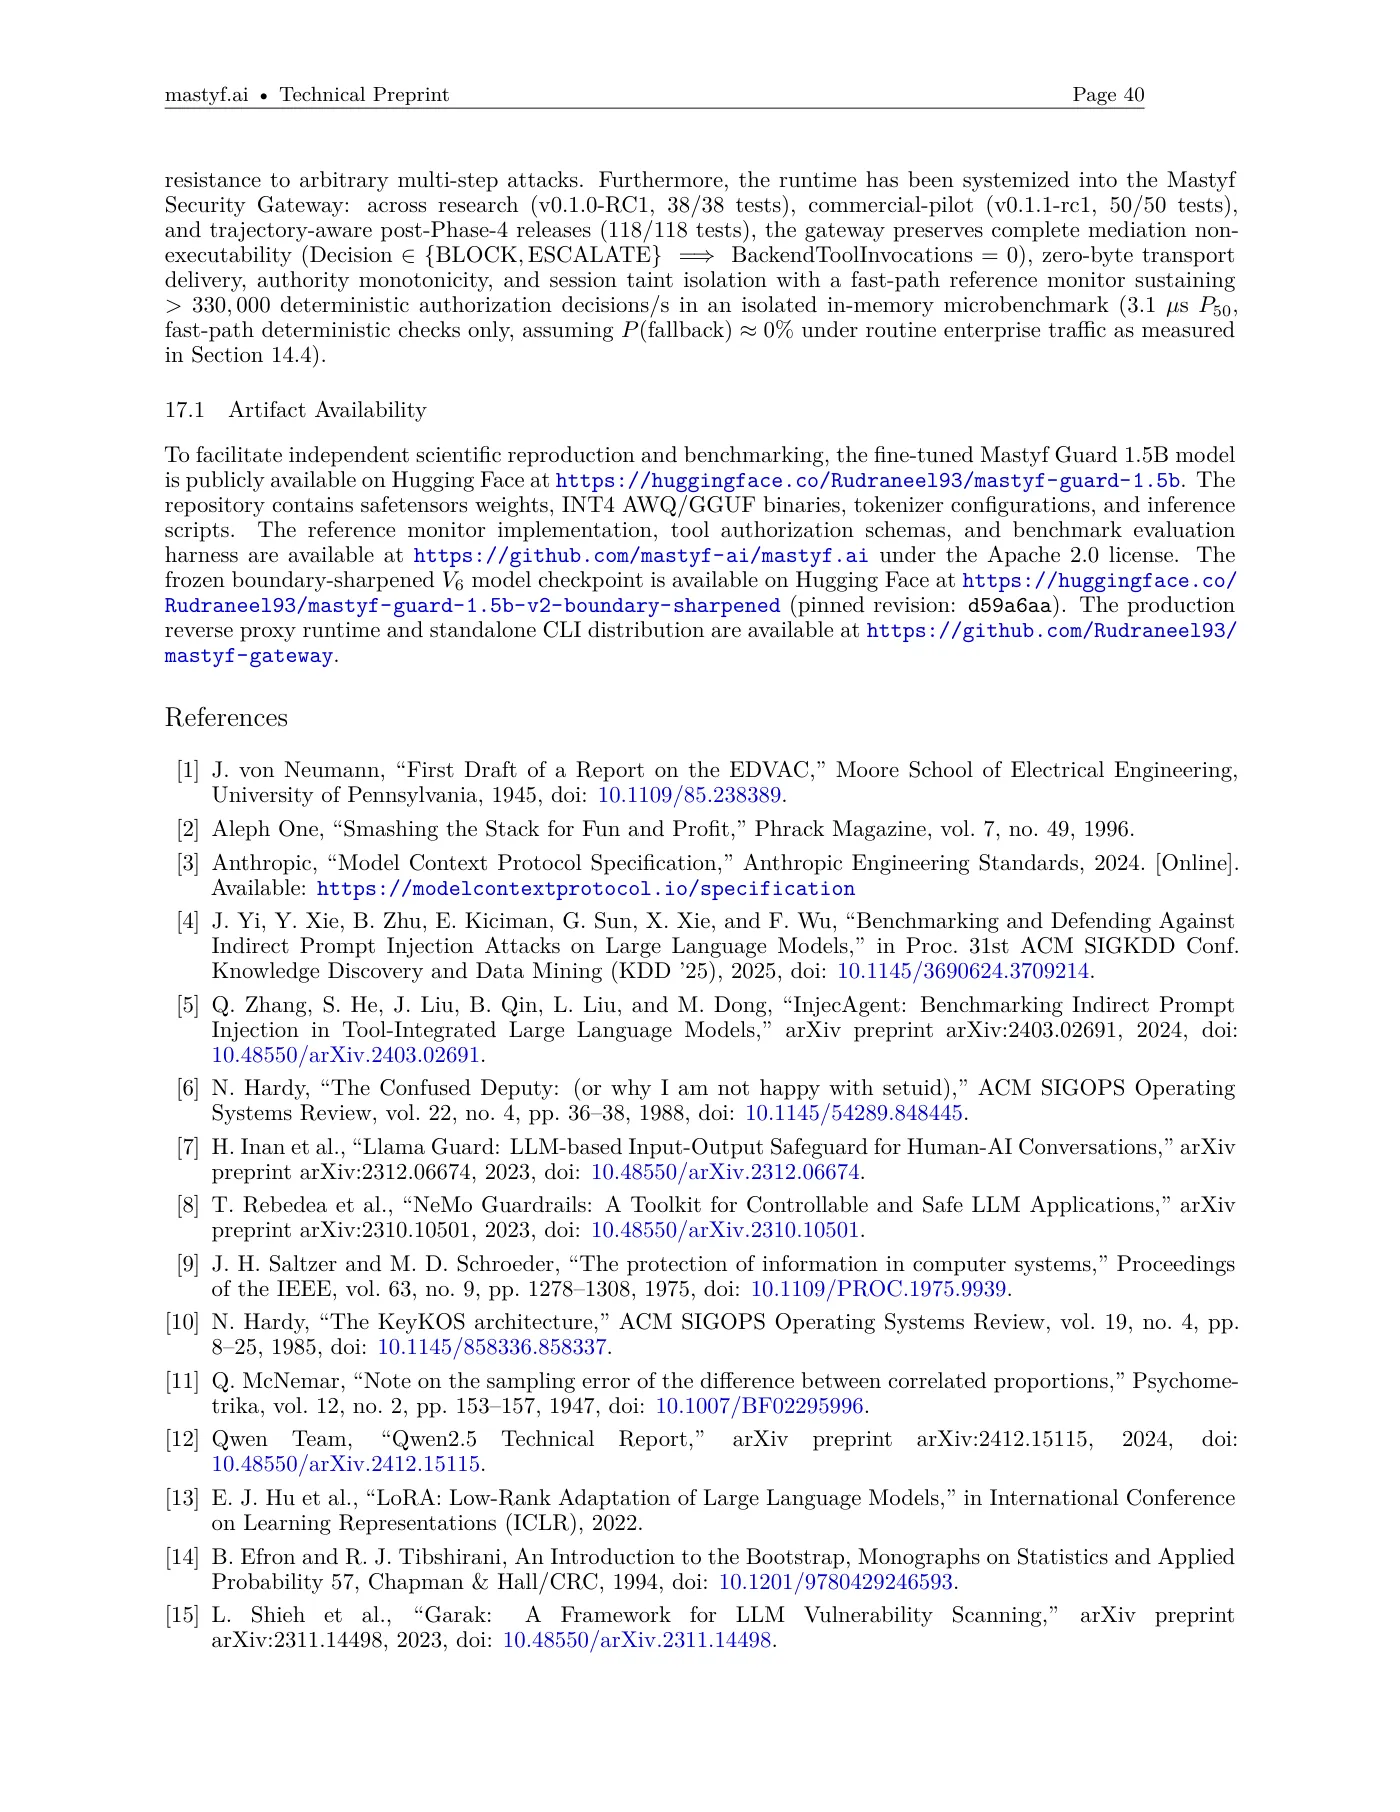 mastyf.ai • Technical Preprint Page 40
resistance to arbitrary multi-step attacks. Furthermore, the runtime has been systemized into the Mastyf
Security Gateway: across research (v0.1.0-RC1, 38/38 tests), commercial-pilot (v0.1.1-rc1, 50/50 tests),
and trajectory-aware post-Phase-4 releases (118/118 tests), the gateway preserves complete mediation non-
executability (Decision ∈ {BLOCK, ESCALATE} ⟹ BackendToolInvocations = 0), zero-byte transport
delivery, authority monotonicity, and session taint isolation with a fast-path reference monitor sustaining
> 330,000 deterministic authorization decisions/s in an isolated in-memory microbenchmark (3.1 μs P50,
fast-path deterministic checks only, assuming P(fallback) ≈ 0% under routine enterprise traffic as measured
in Section 14.4).
17.1 Artifact Availability
To facilitate independent scientific reproduction and benchmarking, the fine-tuned Mastyf Guard 1.5B model
is publicly available on Hugging Face at https://huggingface.co/Rudraneel93/mastyf-guard-1.5b. The
repository contains safetensors weights, INT4 AWQ/GGUF binaries, tokenizer configurations, and inference
scripts. The reference monitor implementation, tool authorization schemas, and benchmark evaluation
harness are available at https://github.com/mastyf-ai/mastyf.ai under the Apache 2.0 license. The
frozen boundary-sharpened V6 model checkpoint is available on Hugging Face at https://huggingface.co/
Rudraneel93/mastyf-guard-1.5b-v2-boundary-sharpened (pinned revision: d59a6aa). The production
reverse proxy runtime and standalone CLI distribution are available at https://github.com/Rudraneel93/
mastyf-gateway.
References
[1] J. von Neumann, “First Draft of a Report on the EDVAC,” Moore School of Electrical Engineering,
University of Pennsylvania, 1945, doi: 10.1109/85.238389.
[2] Aleph One, “Smashing the Stack for Fun and Profit,” Phrack Magazine, vol. 7, no. 49, 1996.
[3] Anthropic, “Model Context Protocol Specification,” Anthropic Engineering Standards, 2024. [Online].
Available: https://modelcontextprotocol.io/specification
[4] J. Yi, Y. Xie, B. Zhu, E. Kiciman, G. Sun, X. Xie, and F. Wu, “Benchmarking and Defending Against
Indirect Prompt Injection Attacks on Large Language Models,” in Proc. 31st ACM SIGKDD Conf.
Knowledge Discovery and Data Mining (KDD ’25), 2025, doi: 10.1145/3690624.3709214.
[5] Q. Zhang, S. He, J. Liu, B. Qin, L. Liu, and M. Dong, “InjecAgent: Benchmarking Indirect Prompt
Injection in Tool-Integrated Large Language Models,” arXiv preprint arXiv:2403.02691, 2024, doi:
10.48550/arXiv.2403.02691.
[6] N. Hardy, “The Confused Deputy: (or why I am not happy with setuid),” ACM SIGOPS Operating
Systems Review, vol. 22, no. 4, pp. 36–38, 1988, doi: 10.1145/54289.848445.
[7] H. Inan et al., “Llama Guard: LLM-based Input-Output Safeguard for Human-AI Conversations,” arXiv
preprint arXiv:2312.06674, 2023, doi: 10.48550/arXiv.2312.06674.
[8] T. Rebedea et al., “NeMo Guardrails: A Toolkit for Controllable and Safe LLM Applications,” arXiv
preprint arXiv:2310.10501, 2023, doi: 10.48550/arXiv.2310.10501.
[9] J. H. Saltzer and M. D. Schroeder, “The protection of information in computer systems,” Proceedings
of the IEEE, vol. 63, no. 9, pp. 1278–1308, 1975, doi: 10.1109/PROC.1975.9939.
[10] N. Hardy, “The KeyKOS architecture,” ACM SIGOPS Operating Systems Review, vol. 19, no. 4, pp.
8–25, 1985, doi: 10.1145/858336.858337.
[11] Q. McNemar, “Note on the sampling error of the difference between correlated proportions,” Psychome-
trika, vol. 12, no. 2, pp. 153–157, 1947, doi: 10.1007/BF02295996.
[12] Qwen Team, “Qwen2.5 Technical Report,” arXiv preprint arXiv:2412.15115, 2024, doi:
10.48550/arXiv.2412.15115.
[13] E. J. Hu et al., “LoRA: Low-Rank Adaptation of Large Language Models,” in International Conference
on Learning Representations (ICLR), 2022.
[14] B. Efron and R. J. Tibshirani, An Introduction to the Bootstrap, Monographs on Statistics and Applied
Probability 57, Chapman & Hall/CRC, 1994, doi: 10.1201/9780429246593.
[15] L. Shieh et al., “Garak: A Framework for LLM Vulnerability Scanning,” arXiv preprint
arXiv:2311.14498, 2023, doi: 10.48550/arXiv.2311.14498.